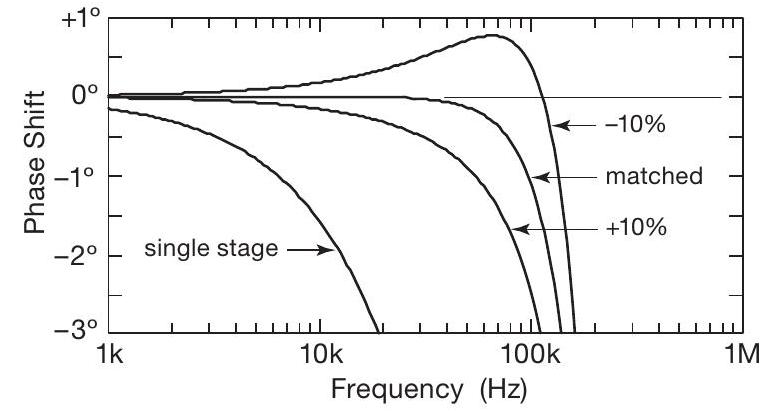 +1°
0°
−1°
−2°
−3°
Phase Shift
−10%
matched
+10%
single stage
1k
10k
100k
1M
Frequency (Hz)